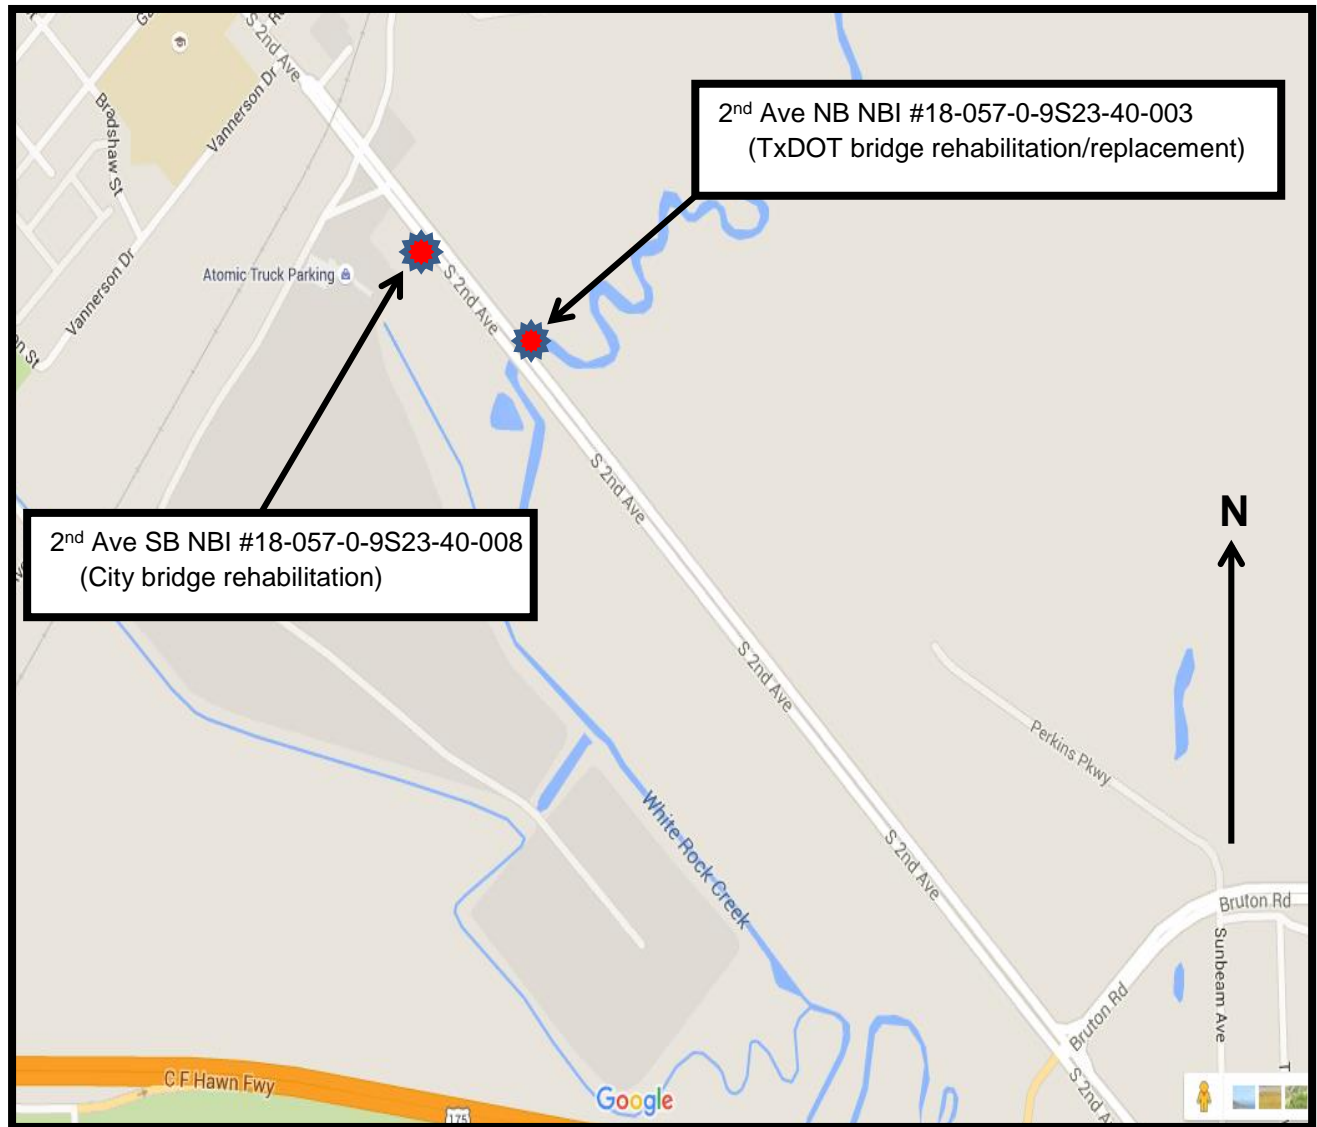 S 2nd Ave
Vannerson Dr
Bradshaw St
2nd Ave NB NBI #18-057-0-9S23-40-003
(TxDOT bridge rehabilitation/replacement)
Vannerson Dr
Atomic Truck Parking
S 2nd Ave
on St
S 2nd Ave
N
2nd Ave SB NBI #18-057-0-9S23-40-008
(City bridge rehabilitation)
S 2nd Ave
Perkins Pkwy
White Rock Creek
S 2nd Ave
Bruton Rd
Sunbeam Ave
Bruton Rd
C F Hawn Fwy
175
Google
S 2nd A
T